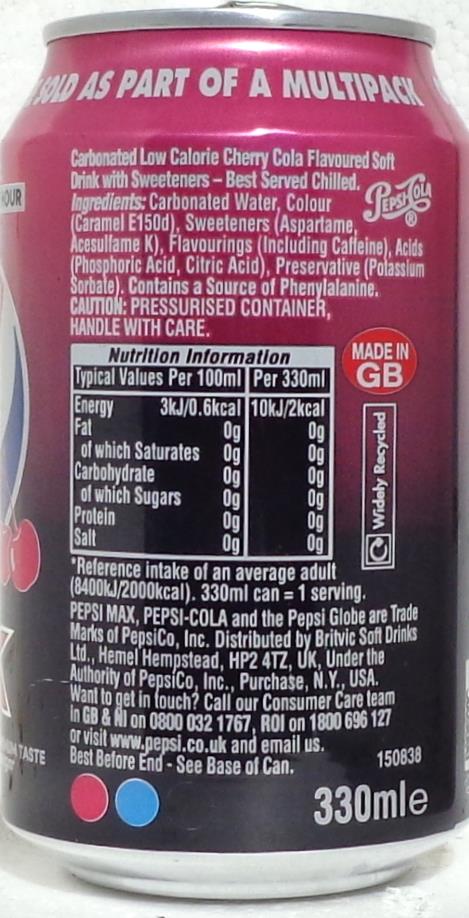 SOLD AS PART OF A MULTIPACK
Carbonated Low Calorie Cherry Cola Flavoured Soft
Drink with Sweeteners – Best Served Chilled.
Ingredients: Carbonated Water, Colour
(Caramel E150d), Sweeteners (Aspartame,
Acesulfame K), Flavourings (Including Caffeine), Acids
(Phosphoric Acid, Citric Acid), Preservative (Potassium
Sorbate). Contains a Source of Phenylalanine.
CAUTION: PRESSURISED CONTAINER,
HANDLE WITH CARE.
PEPSI-COLA ®
HOUR
MADE IN
GB
Widely Recycled
Nutrition Information
Typical Values Per 100ml Per 330ml
Energy 3kJ/0.6kcal 10kJ/2kcal
Fat 0g 0g
of which Saturates 0g 0g
Carbohydrate 0g 0g
of which Sugars 0g 0g
Protein 0g 0g
Salt 0g 0g
*Reference intake of an average adult
(8400kJ/2000kcal). 330ml can = 1 serving.
PEPSI MAX, PEPSI-COLA and the Pepsi Globe are Trade
Marks of PepsiCo, Inc. Distributed by Britvic Soft Drinks
Ltd., Hemel Hempstead, HP2 4TZ, UK, Under the
Authority of PepsiCo, Inc., Purchase, N.Y., USA.
Want to get in touch? Call our Consumer Care team
in GB & NI on 0800 032 1767, ROI on 1800 696 127
or visit www.pepsi.co.uk and email us.
Best Before End - See Base of Can.
150838
TASTE
330ml e